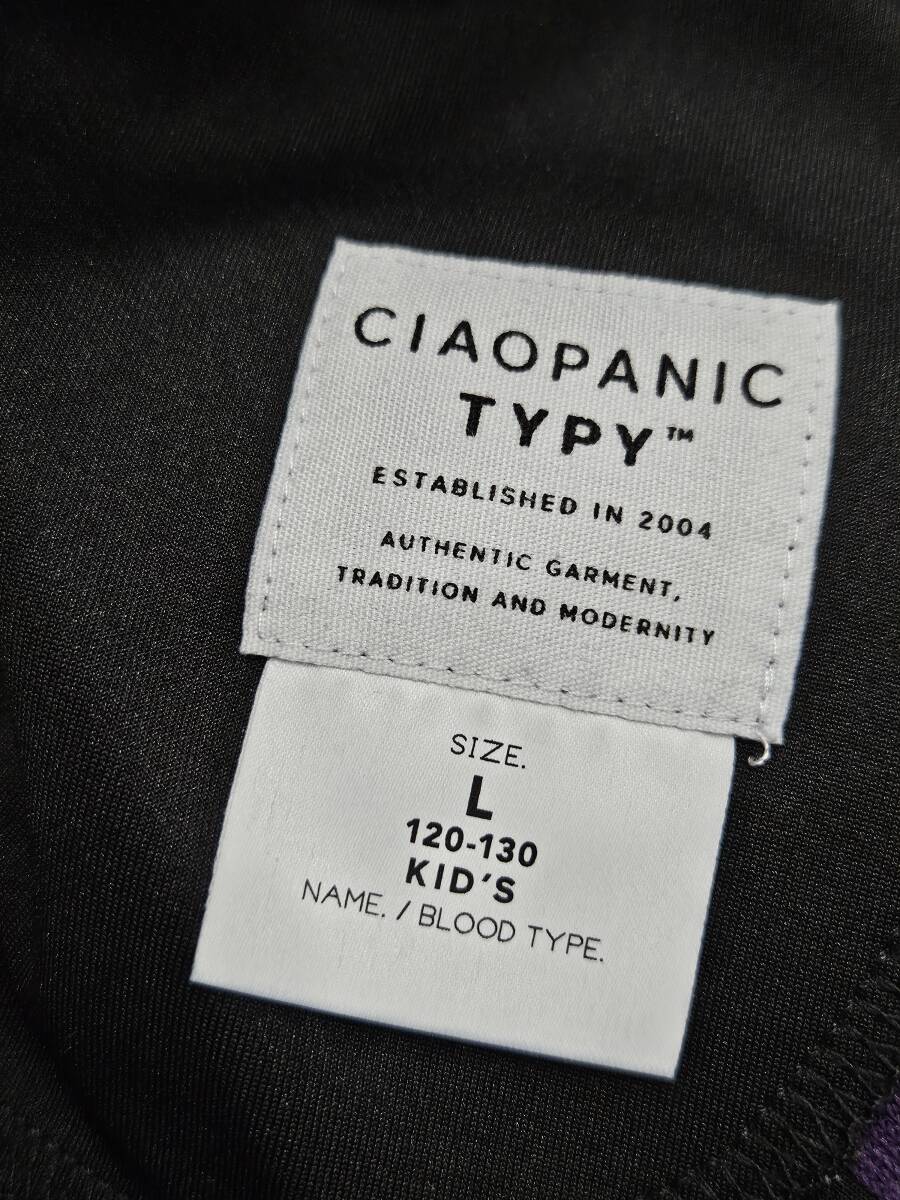 CIAOPANIC
TYPY™
ESTABLISHED IN 2004
AUTHENTIC GARMENT,
TRADITION AND MODERNITY
SIZE.
L
120-130
KID'S
NAME. / BLOOD TYPE.